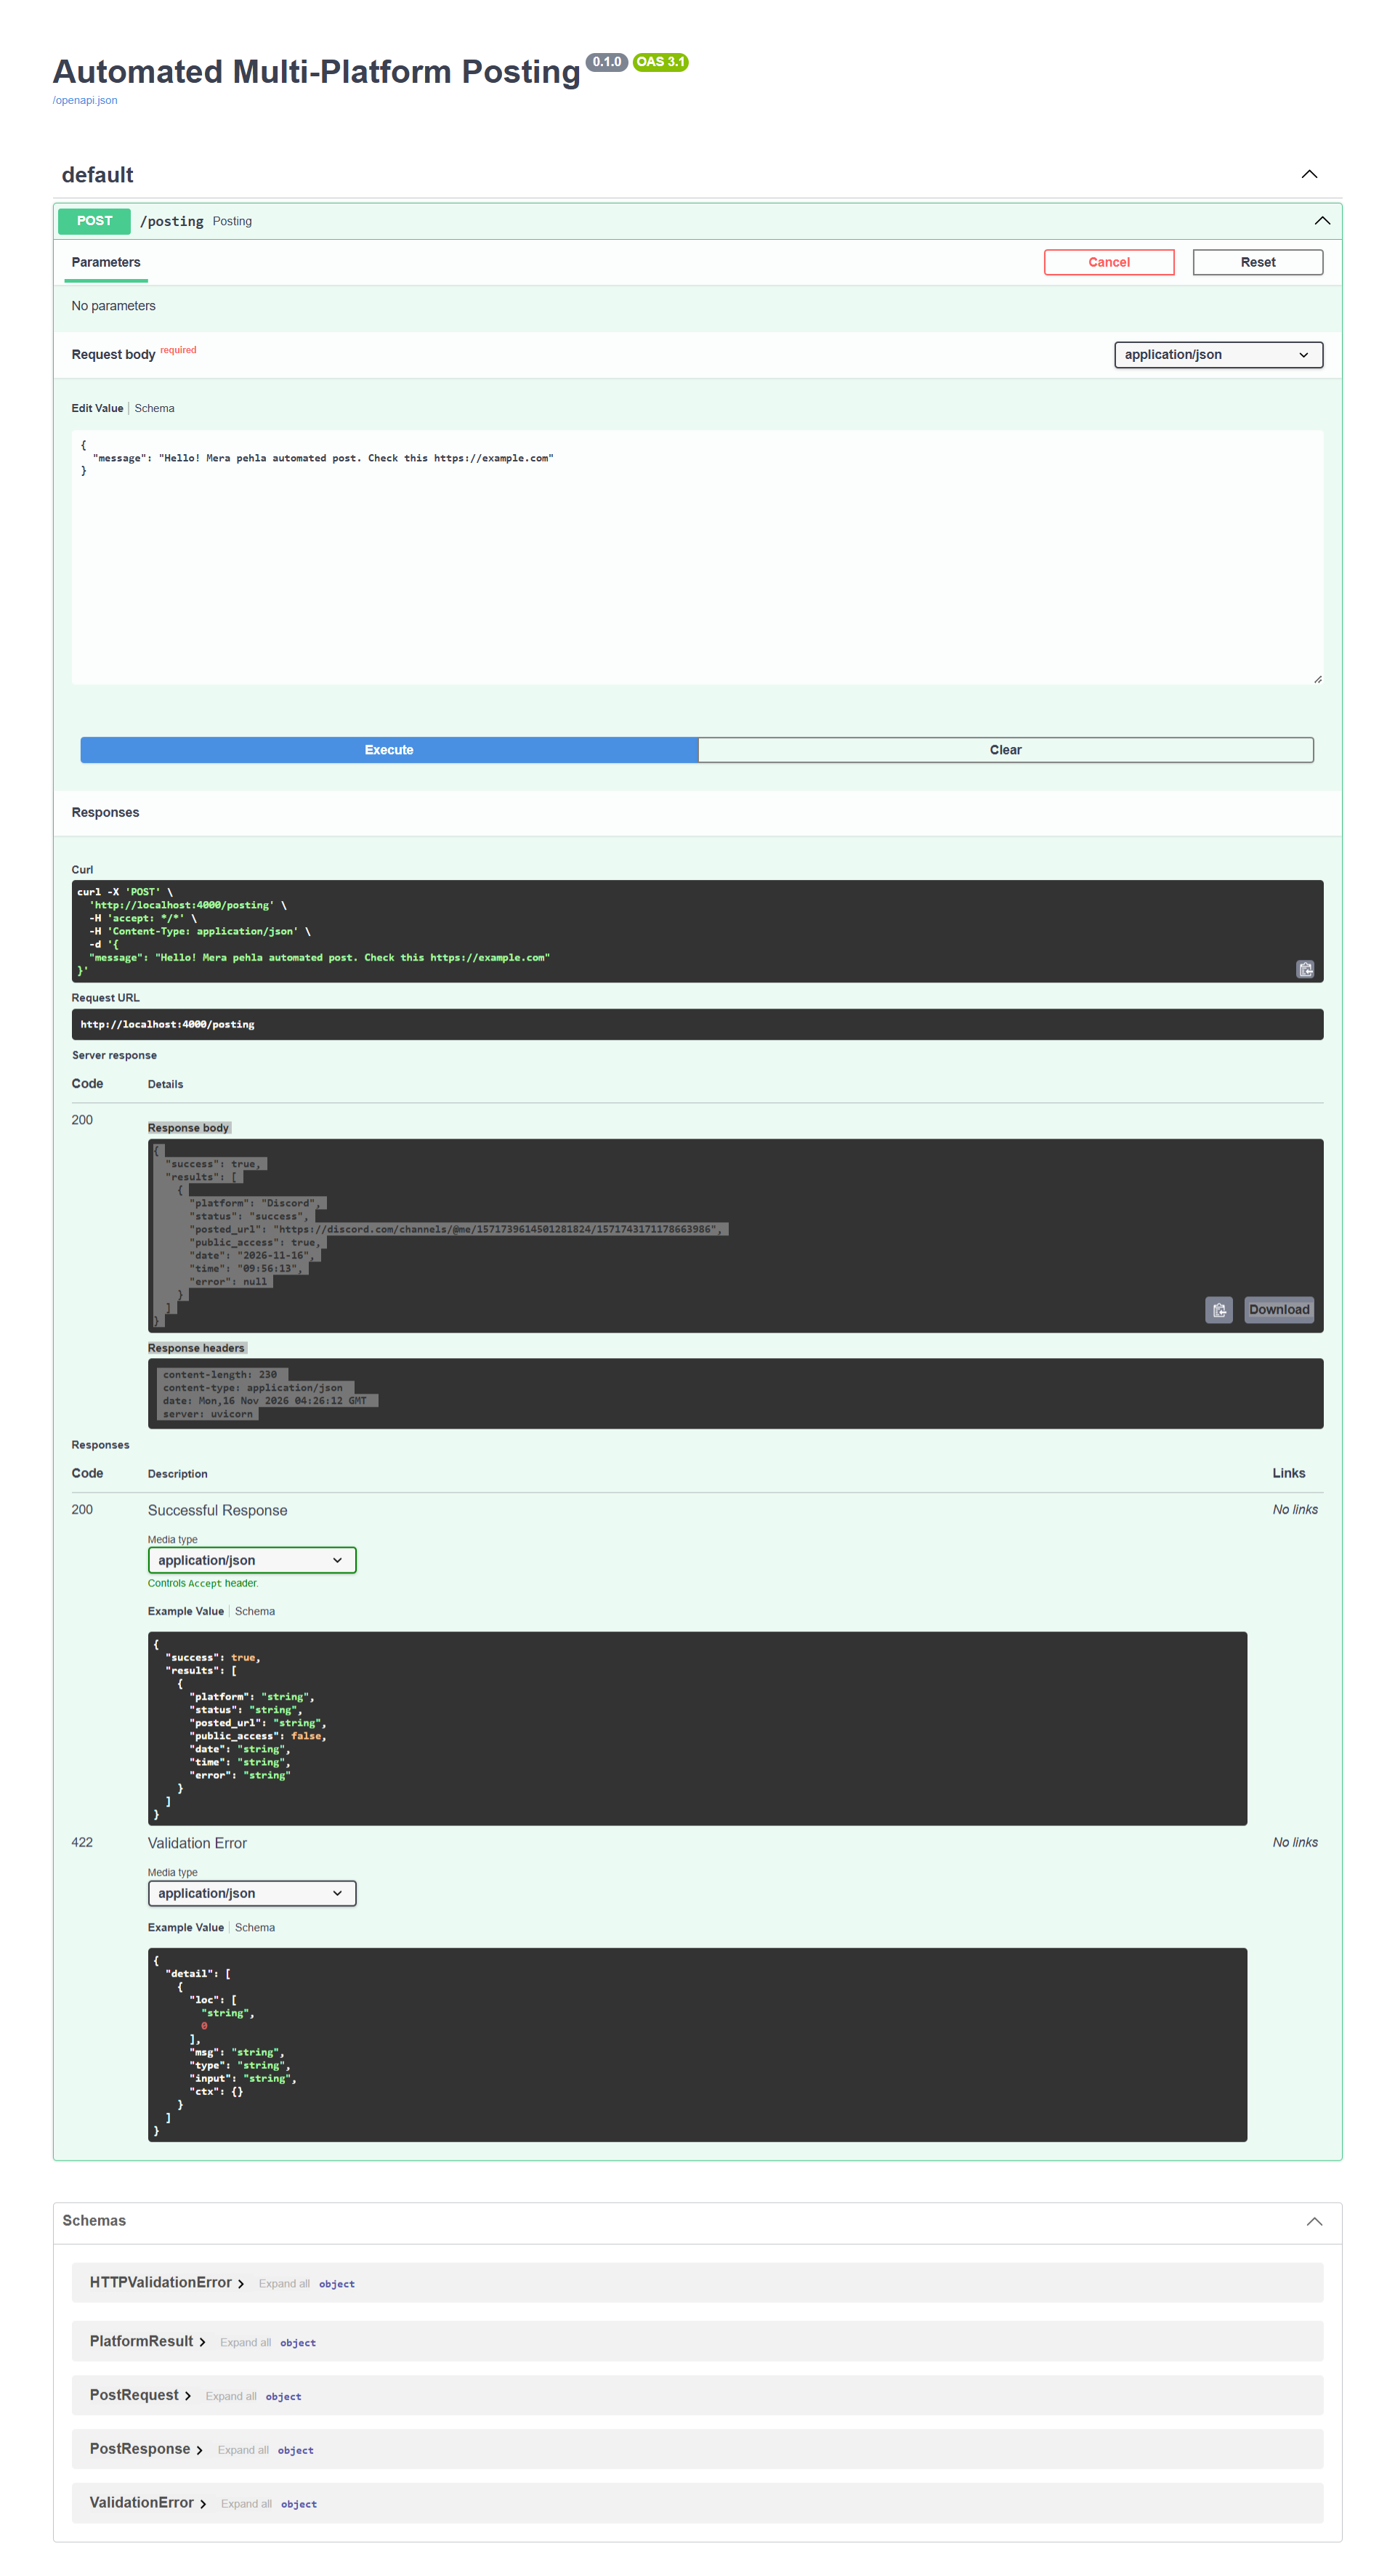 Automated Multi-Platform Posting 0.1.0 OAS 3.1
/openapi.json
default
POST /posting Posting
Parameters Cancel Reset
No parameters
Request body required application/json
Edit Value | Schema
{
  "message": "Hello! Mera pehla automated post. Check this https://example.com"
}
Execute Clear
Responses
Curl
curl -X 'POST' \
  'http://localhost:4000/posting' \
  -H 'accept: */*' \
  -H 'Content-Type: application/json' \
  -d '{
  "message": "Hello! Mera pehla automated post. Check this https://example.com"
}'
Request URL
http://localhost:4000/posting
Server response
Code Details
200
Response body
{
  "success": true,
  "results": [
    {
      "platform": "Discord",
      "status": "success",
      "posted_url": "https://discord.com/channels/@me/1571739614501281824/1571743171178663986",
      "public_access": true,
      "date": "2026-11-16",
      "time": "09:56:13",
      "error": null
    }
  ]
}
Download
Response headers
content-length: 230
content-type: application/json
date: Mon,16 Nov 2026 04:26:12 GMT
server: uvicorn
Responses
Code Description Links
200 Successful Response No links
Media type
application/json
Controls Accept header.
Example Value | Schema
{
  "success": true,
  "results": [
    {
      "platform": "string",
      "status": "string",
      "posted_url": "string",
      "public_access": false,
      "date": "string",
      "time": "string",
      "error": "string"
    }
  ]
}
422 Validation Error No links
Media type
application/json
Example Value | Schema
{
  "detail": [
    {
      "loc": [
        "string",
        0
      ],
      "msg": "string",
      "type": "string",
      "input": "string",
      "ctx": {}
    }
  ]
}
Schemas
HTTPValidationError Expand all object
PlatformResult Expand all object
PostRequest Expand all object
PostResponse Expand all object
ValidationError Expand all object